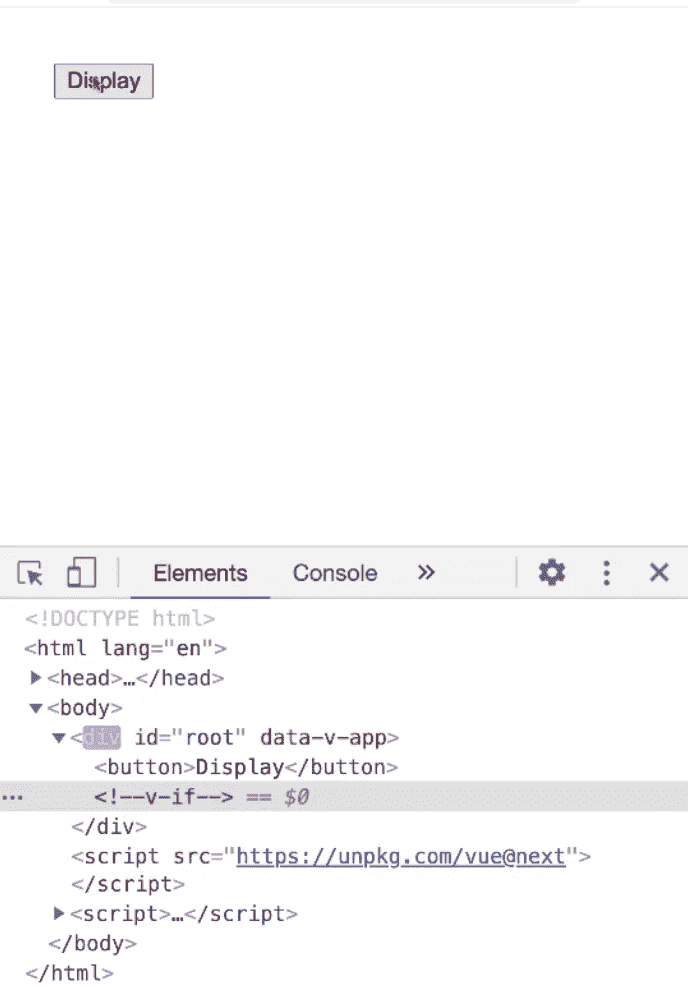 Display
Elements Console »
<!DOCTYPE html>
<html lang="en">
▶<head>…</head>
▼<body>
▼<div id="root" data-v-app>
<button>Display</button>
… <!--v-if--> == $0
</div>
<script src="https://unpkg.com/vue@next">
</script>
▶<script>…</script>
</body>
</html>